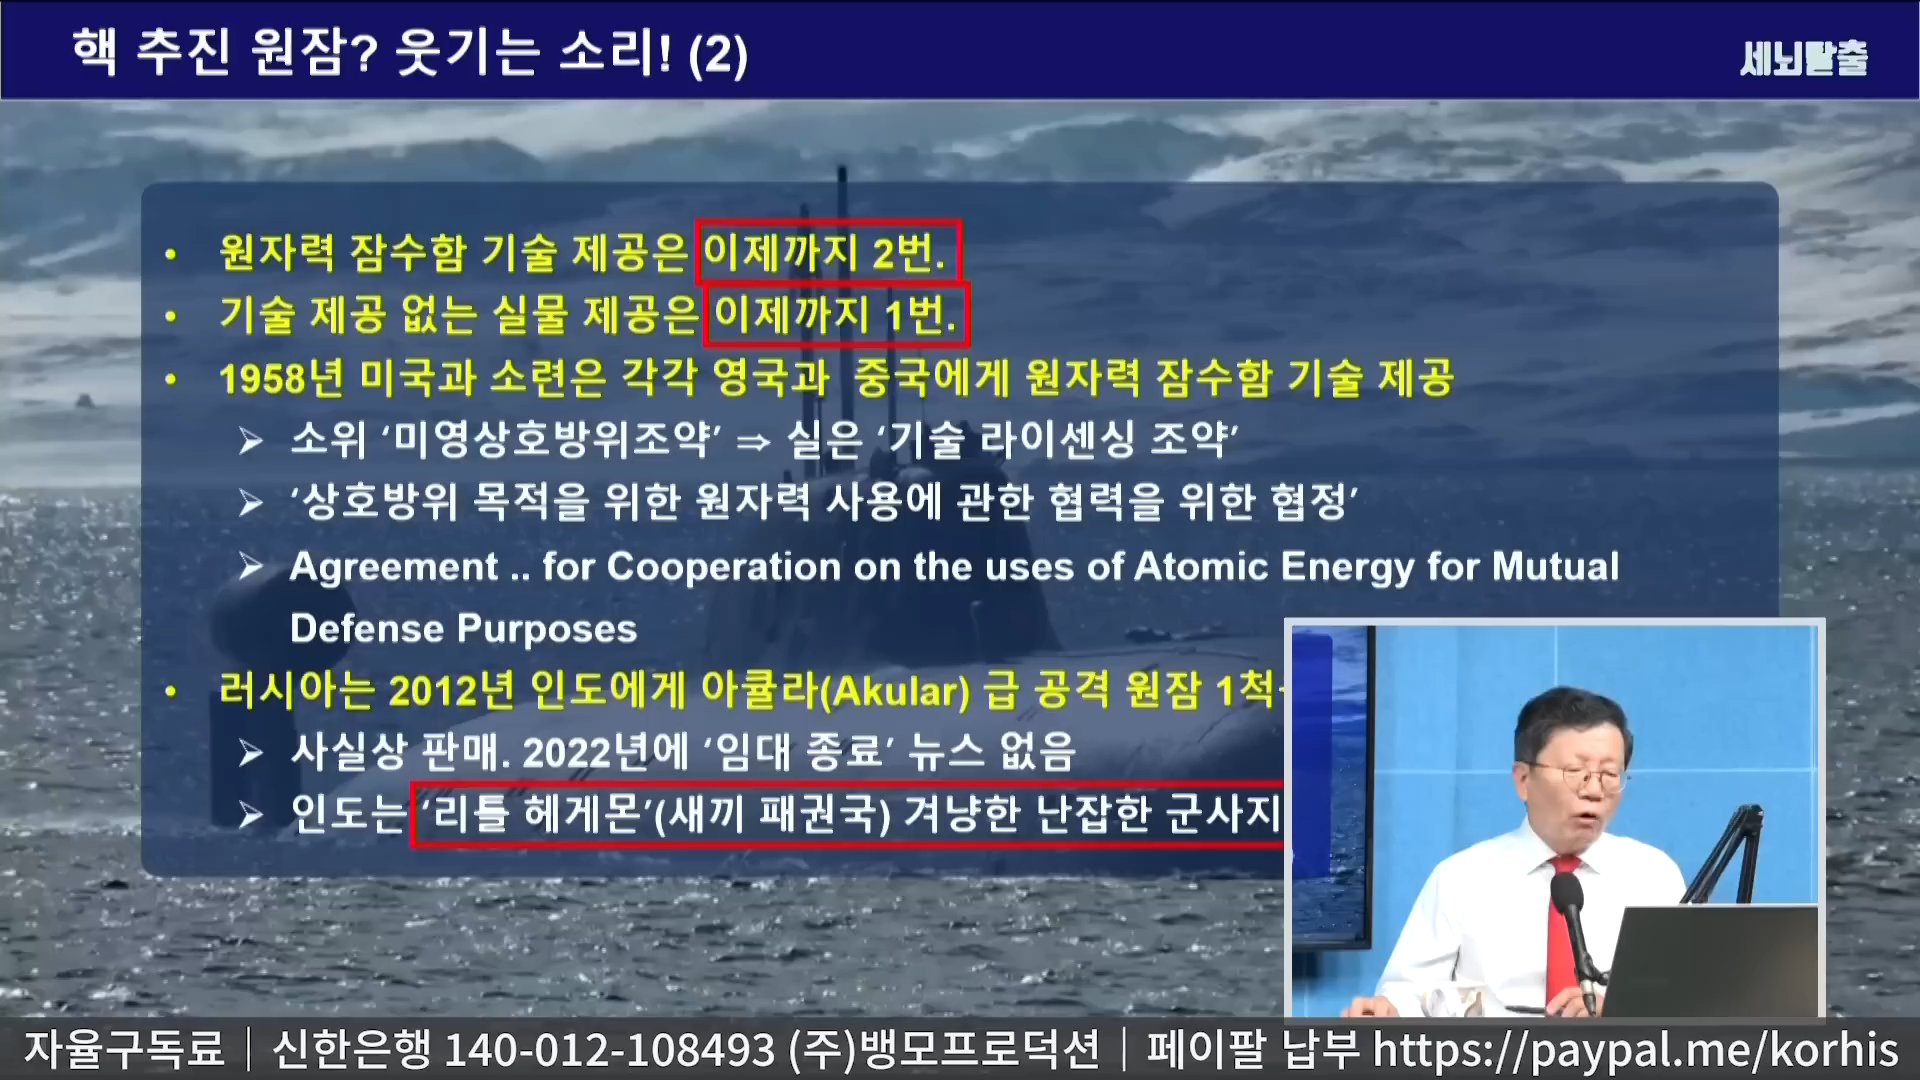 핵 추진 원잠? 웃기는 소리! (2)
세뇌탈출
• 원자력 잠수함 기술 제공은 이제까지 2번.
• 기술 제공 없는 실물 제공은 이제까지 1번.
• 1958년 미국과 소련은 각각 영국과 중국에게 원자력 잠수함 기술 제공
➢ 소위 ‘미영상호방위조약’ ⇒ 실은 ‘기술 라이센싱 조약’
➢ ‘상호방위 목적을 위한 원자력 사용에 관한 협력을 위한 협정’
➢ Agreement .. for Cooperation on the uses of Atomic Energy for Mutual
Defense Purposes
• 러시아는 2012년 인도에게 아큘라(Akular) 급 공격 원잠 1척
➢ 사실상 판매. 2022년에 ‘임대 종료’ 뉴스 없음
➢ 인도는 ‘리틀 헤게몬’(새끼 패권국) 겨냥한 난잡한 군사지
자율구독료 | 신한은행 140-012-108493 (주)뱅모프로덕션 | 페이팔 납부 https://paypal.me/korhis